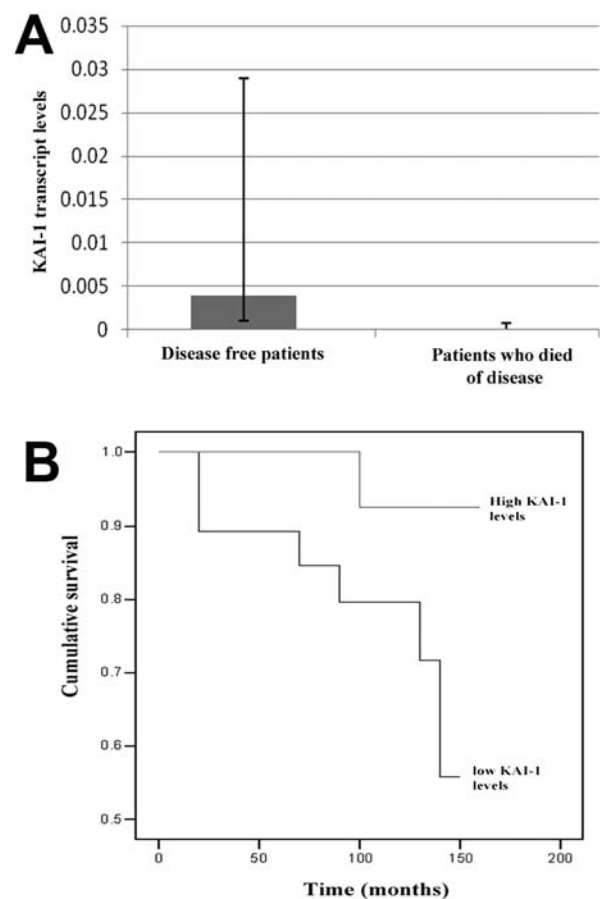 A
KAI-1 transcript levels
0.035
0.03
0.025
0.02
0.015
0.01
0.005
0
Disease free patients
Patients who died
of disease
B
Cumulative survival
1.0
0.9
0.8
0.7
0.6
0.5
High KAI-1
levels
low KAI-1
levels
0
50
100
150
200
Time (months)